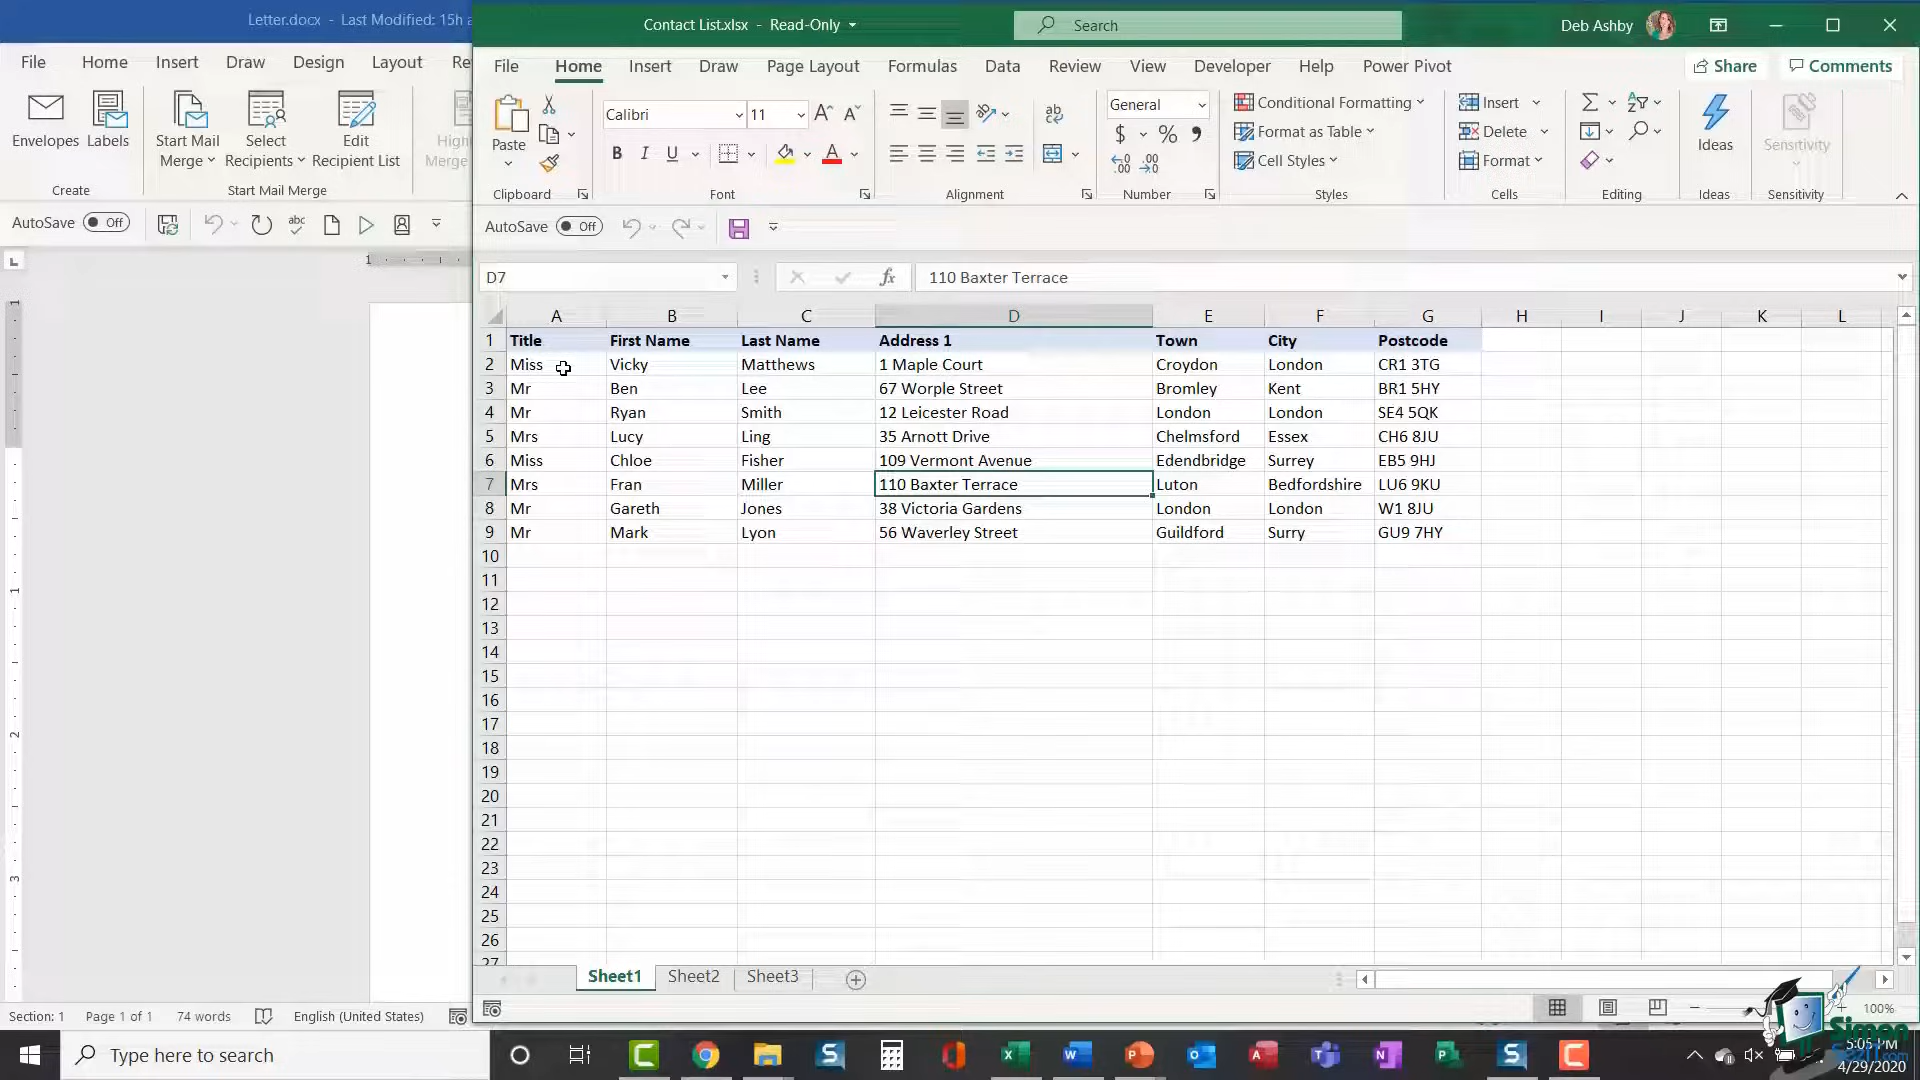 Letter.docx - Last Modified: 15h a
File Home Insert Draw Design Layout Re
Envelopes Labels Start Mail Merge Select Recipients Edit Recipient List
Create Start Mail Merge
AutoSave Off
Contact List.xlsx - Read-Only Search Deb Ashby
File Home Insert Draw Page Layout Formulas Data Review View Developer Help Power Pivot Share Comments
Paste Calibri 11 General Conditional Formatting Insert
B I U $ % Format as Table Delete Ideas Sensitivity
Cell Styles Format
Clipboard Font Alignment Number Styles Cells Editing Ideas Sensitivity
AutoSave Off
D7 fx 110 Baxter Terrace
A B C D E F G H I J K L
1 Title First Name Last Name Address 1 Town City Postcode
2 Miss Vicky Matthews 1 Maple Court Croydon London CR1 3TG
3 Mr Ben Lee 67 Worple Street Bromley Kent BR1 5HY
4 Mr Ryan Smith 12 Leicester Road London London SE4 5QK
5 Mrs Lucy Ling 35 Arnott Drive Chelmsford Essex CH6 8JU
6 Miss Chloe Fisher 109 Vermont Avenue Edendbridge Surrey EB5 9HJ
7 Mrs Fran Miller 110 Baxter Terrace Luton Bedfordshire LU6 9KU
8 Mr Gareth Jones 38 Victoria Gardens London London W1 8JU
9 Mr Mark Lyon 56 Waverley Street Guildford Surry GU9 7HY
10
11
12
13
14
15
16
17
18
19
20
21
22
23
24
25
26
27
Sheet1 Sheet2 Sheet3
100%
Section: 1 Page 1 of 1 74 words English (United States)
Type here to search
5:05 PM
4/29/2020